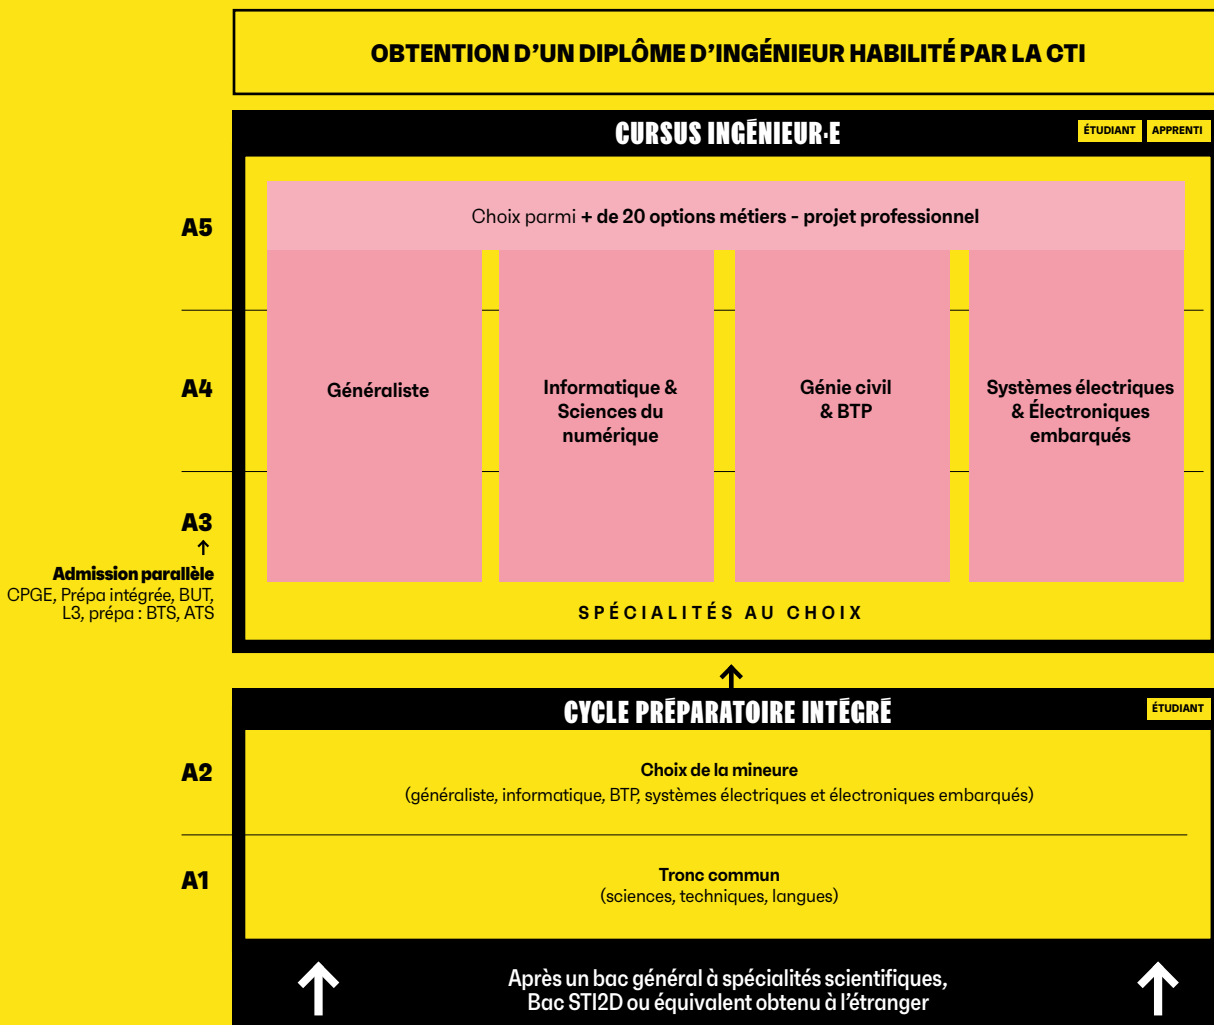 OBTENTION D’UN DIPLÔME D’INGÉNIEUR HABILITÉ PAR LA CTI
CURSUS INGÉNIEUR·E
ÉTUDIANT
APPRENTI
A5
Choix parmi + de 20 options métiers - projet professionnel
A4
Généraliste
Informatique &
Sciences du
numérique
Génie civil
& BTP
Systèmes électriques
& Électroniques
embarqués
A3
↑
Admission parallèle
CPGE, Prépa intégrée, BUT,
L3, prépa : BTS, ATS
SPÉCIALITÉS AU CHOIX
CYCLE PRÉPARATOIRE INTÉGRÉ
ÉTUDIANT
A2
Choix de la mineure
(généraliste, informatique, BTP, systèmes électriques et électroniques embarqués)
A1
Tronc commun
(sciences, techniques, langues)
Après un bac général à spécialités scientifiques,
Bac STI2D ou équivalent obtenu à l’étranger